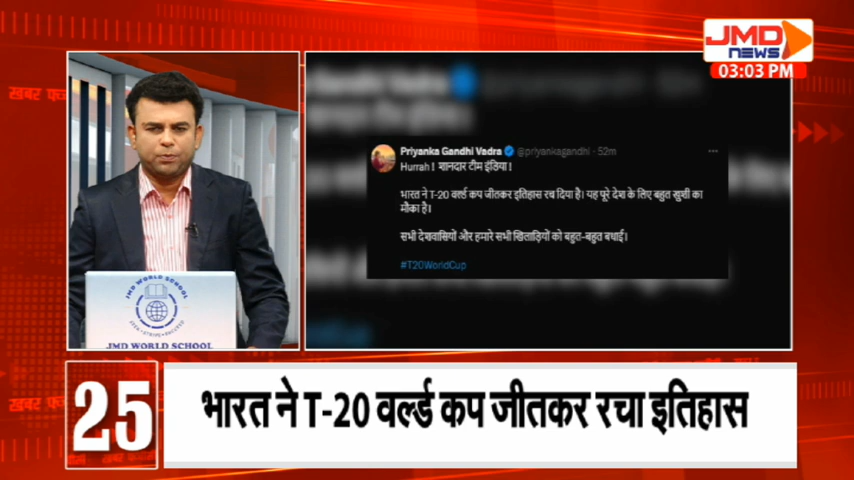 JMD
NEWS
03:03 PM
Priyanka Gandhi Vadra @priyankagandhi · 52m
Hurrah! शानदार टीम इंडिया!
भारत ने T-20 वर्ल्ड कप जीतकर इतिहास रच दिया है। यह पूरे देश के लिए बहुत खुशी का
मौका है।
सभी देशवासियों और हमारे सभी खिलाड़ियों को बहुत-बहुत बधाई।
#T20WorldCup
JMD WORLD SCHOOL
JMD WORLD SCHOOL
25
भारत ने T-20 वर्ल्ड कप जीतकर रचा इतिहास